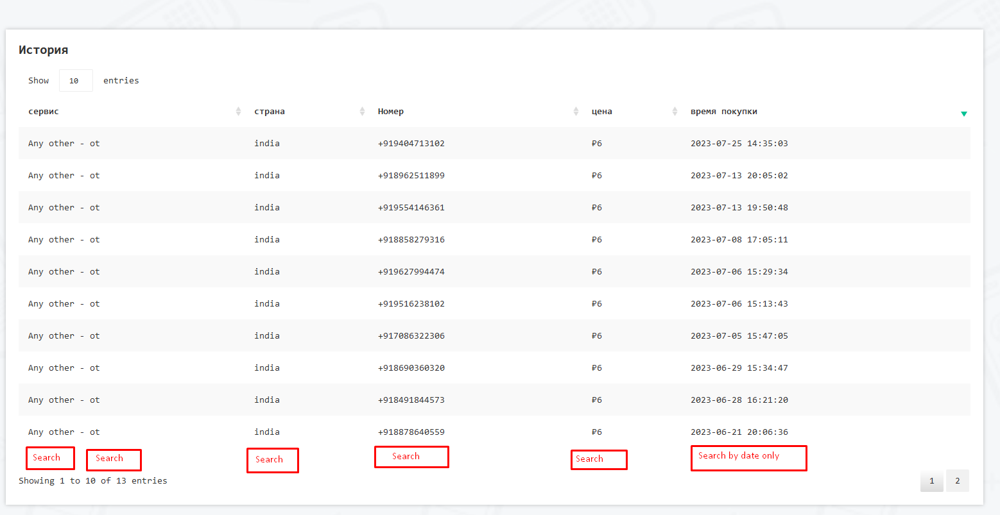 История
Show 10 entries
сервис страна Номер цена время покупки
Any other - ot india +919404713102 ₽6 2023-07-25 14:35:03
Any other - ot india +918962511899 ₽6 2023-07-13 20:05:02
Any other - ot india +919554146361 ₽6 2023-07-13 19:50:48
Any other - ot india +918858279316 ₽6 2023-07-08 17:05:11
Any other - ot india +919627994474 ₽6 2023-07-06 15:29:34
Any other - ot india +919516238102 ₽6 2023-07-06 15:13:43
Any other - ot india +917086322306 ₽6 2023-07-05 15:47:05
Any other - ot india +918690360320 ₽6 2023-06-29 15:34:47
Any other - ot india +918491844573 ₽6 2023-06-28 16:21:20
Any other - ot india +918878640559 ₽6 2023-06-21 20:06:36
Search Search Search Search Search Search by date only
Showing 1 to 10 of 13 entries 1 2